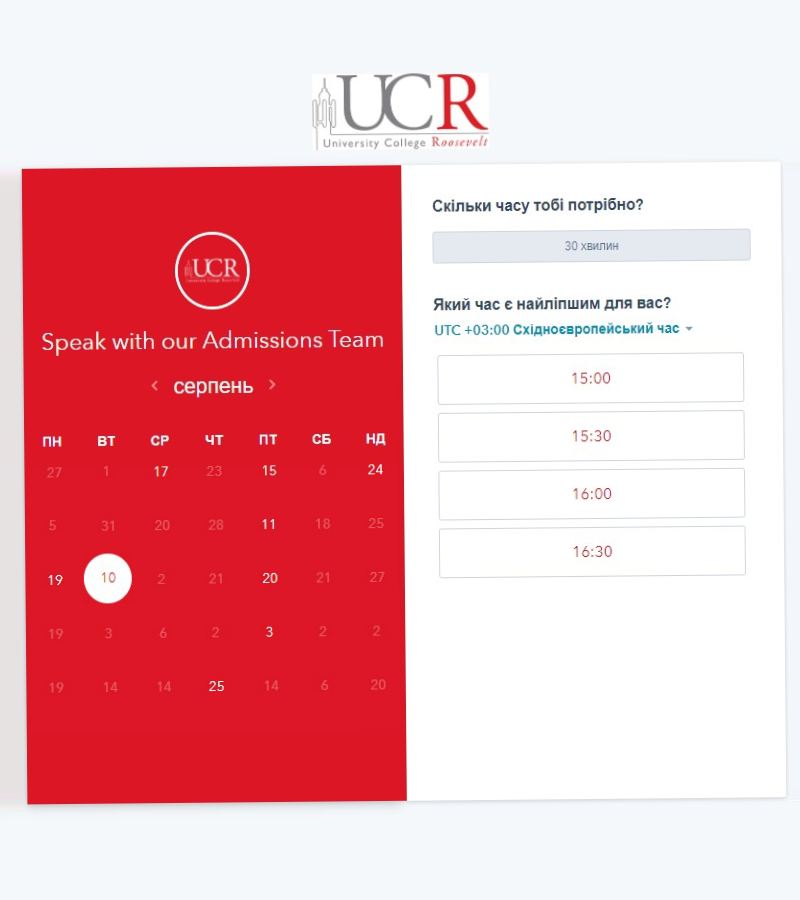 UCR
University College Roosevelt
UCR
University College Roosevelt
Speak with our Admissions Team
серпень
ПН ВТ СР ЧТ ПТ СБ НД
27 1 17 23 15 6 24
5 31 20 28 11 18 25
19 10 2 21 20 21 27
19 3 6 2 3 2 2
19 14 14 25 14 6 20
Скільки часу тобі потрібно?
30 хвилин
Який час є найліпшим для вас?
UTC +03:00 Східноєвропейський час
15:00
15:30
16:00
16:30